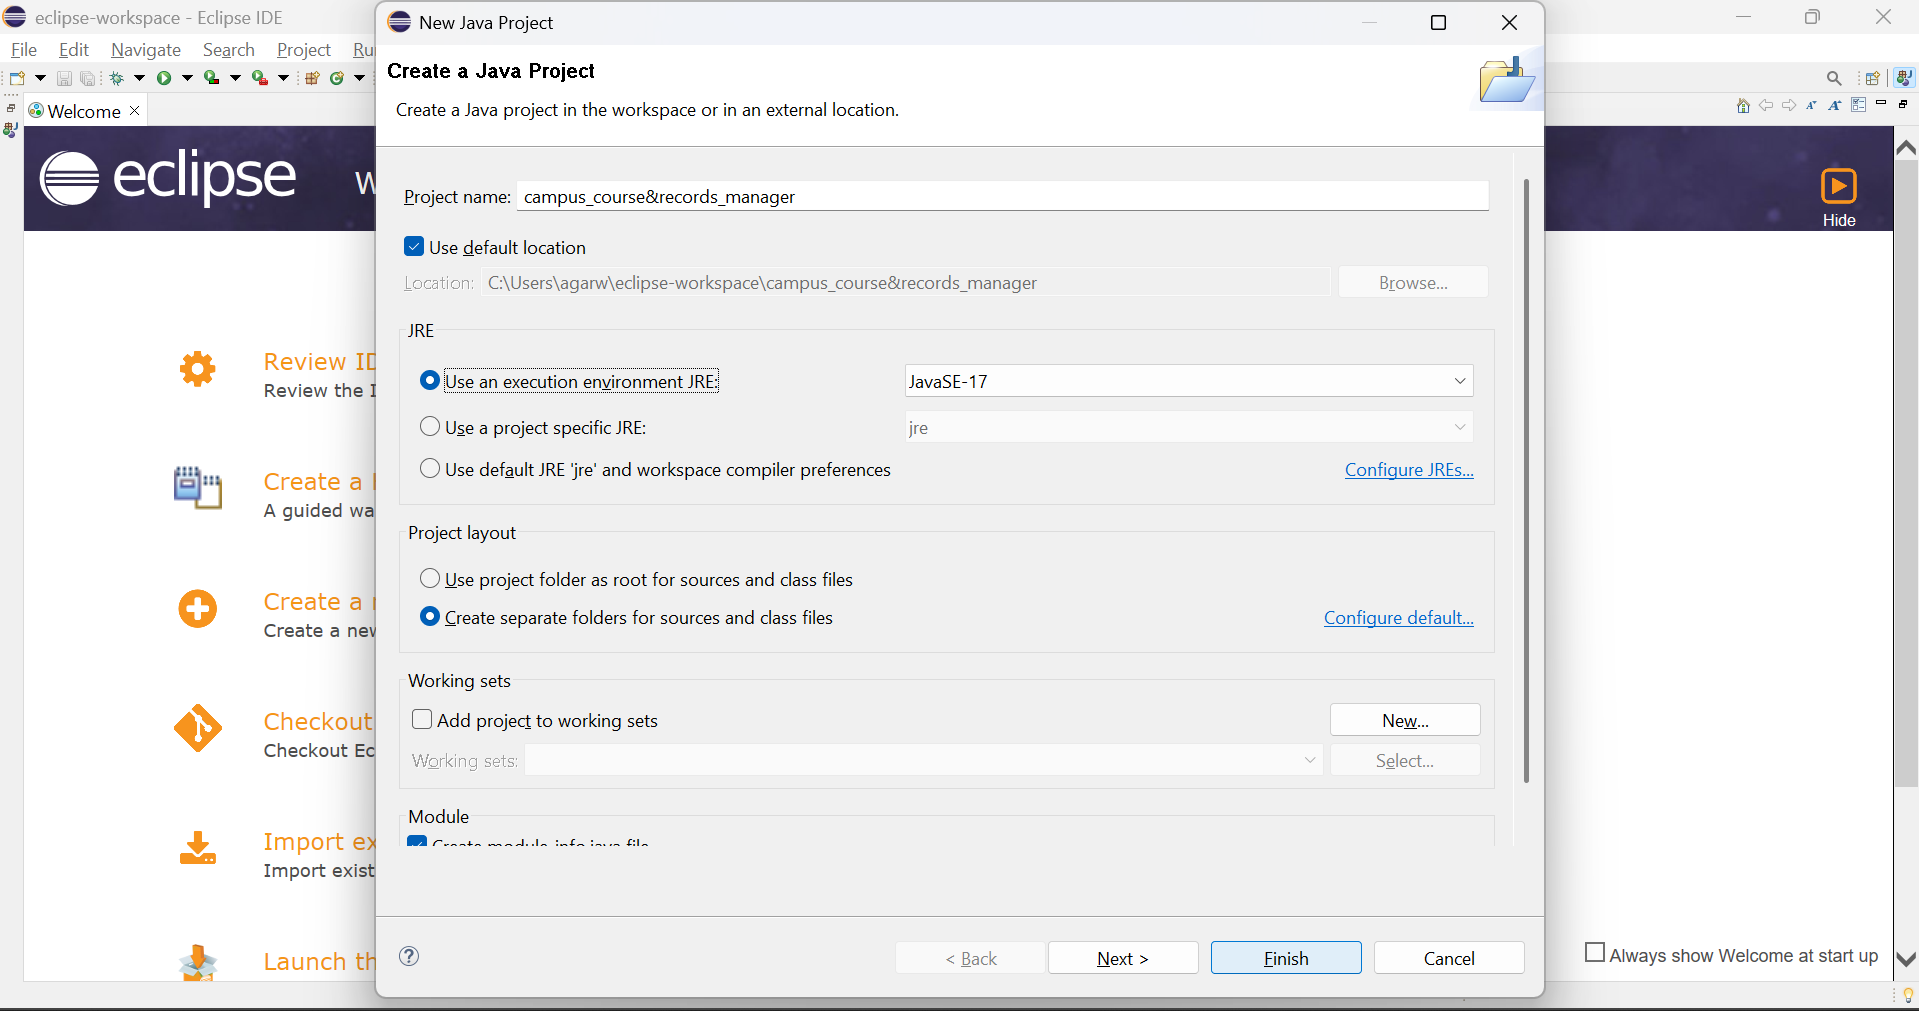 eclipse-workspace - Eclipse IDE
File Edit Navigate Search Project Ru
Welcome
eclipse
W
Hide
Review ID
Review the I
Create a
A guided wa
Create a
Create a new
Checkout
Checkout Ec
Import ex
Import exist
Launch th
Always show Welcome at start up
New Java Project
Create a Java Project
Create a Java project in the workspace or in an external location.
Project name: campus_course&records_manager
Use default location
Location: C:\Users\agarw\eclipse-workspace\campus_course&records_manager Browse...
JRE
Use an execution environment JRE: JavaSE-17
Use a project specific JRE: jre
Use default JRE 'jre' and workspace compiler preferences Configure JREs...
Project layout
Use project folder as root for sources and class files
Create separate folders for sources and class files Configure default...
Working sets
Add project to working sets New...
Working sets: Select...
Module
Create module-info.java file
< Back Next > Finish Cancel